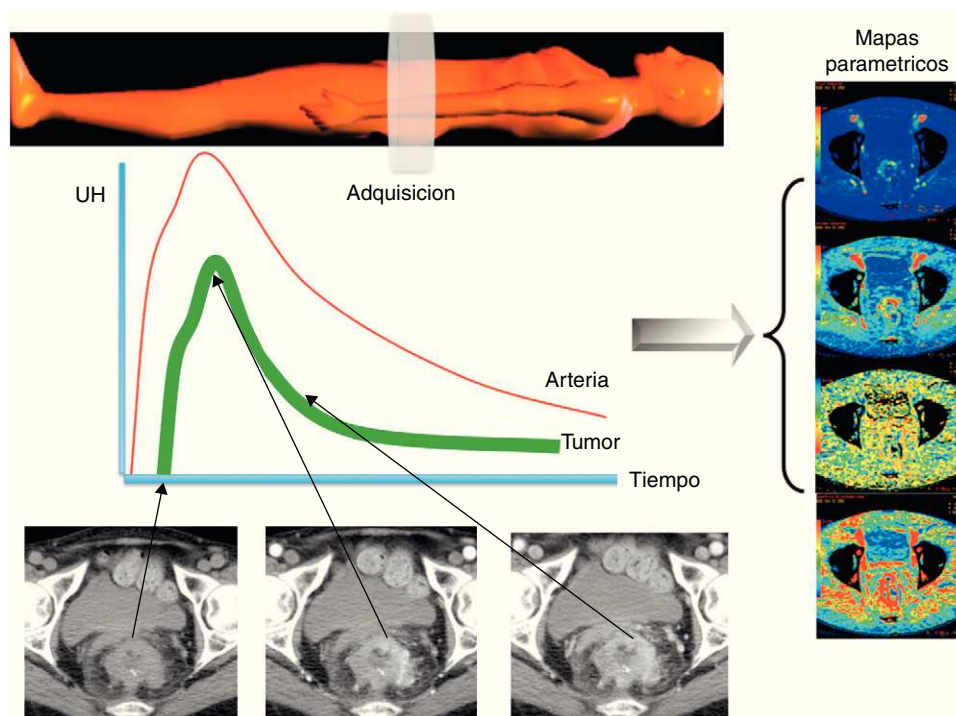 Mapas
parametricos
UH
Adquisicion
Arteria
Tumor
Tiempo